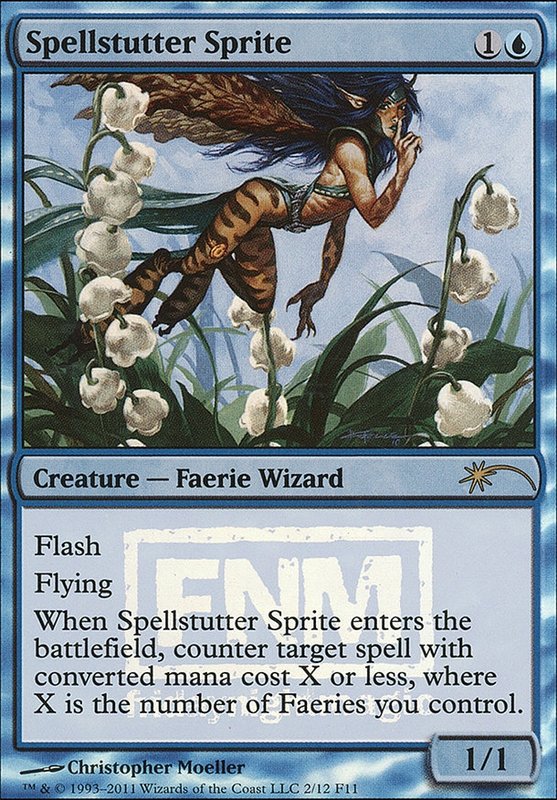 Spellstutter Sprite 1
Creature — Faerie Wizard
Flash
Flying
When Spellstutter Sprite enters the
battlefield, counter target spell with
converted mana cost X or less, where
X is the number of Faeries you control.
FNM
fridaynightmagic
1/1
Christopher Moeller
™ & © 1993–2011 Wizards of the Coast LLC 2/12 F11